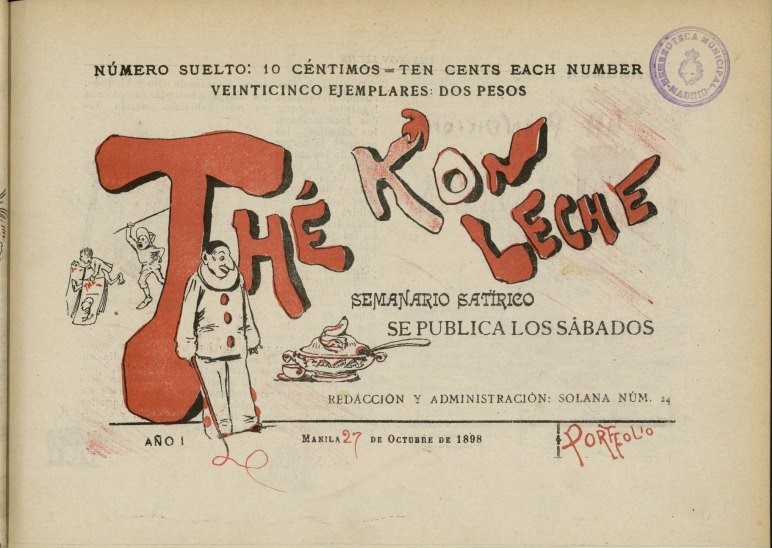 NÚMERO SUELTO: 10 CÉNTIMOS = TEN CENTS EACH NUMBER
VEINTICINCO EJEMPLARES: DOS PESOS
HEMEROTECA MUNICIPAL
MADRID
THÉ KON
LECHE
SEMANARIO SATÍRICO
SE PUBLICA LOS SÁBADOS
REDACCIÓN Y ADMINISTRACIÓN: SOLANA NÚM. 24
AÑO I
MANILA 27 DE OCTUBRE DE 1898
PORTFOLIO